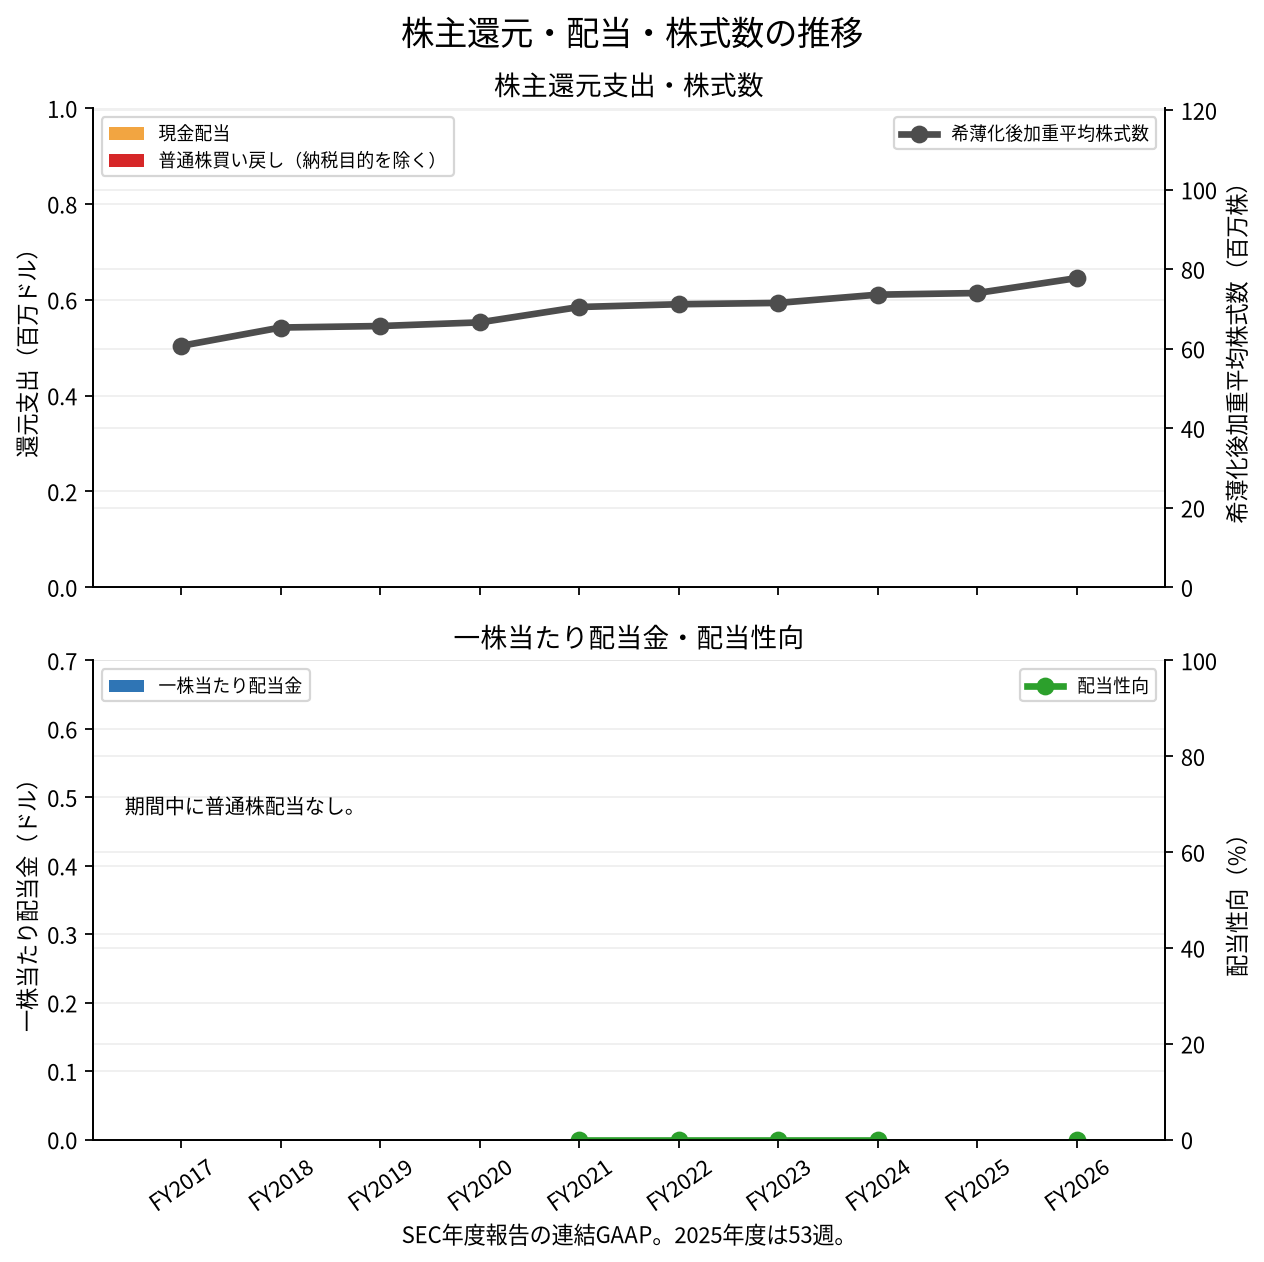 株主還元・配当・株式数の推移
株主還元支出・株式数
現金配当
普通株買い戻し（納税目的を除く）
希薄化後加重平均株式数
還元支出（百万ドル）
1.0
0.8
0.6
0.4
0.2
0.0
120
100
80
60
40
20
0
希薄化後加重平均株式数（百万株）
一株当たり配当金・配当性向
一株当たり配当金
配当性向
期間中に普通株配当なし。
一株当たり配当金（ドル）
0.7
0.6
0.5
0.4
0.3
0.2
0.1
0.0
100
80
60
40
20
0
配当性向（%）
FY2017
FY2018
FY2019
FY2020
FY2021
FY2022
FY2023
FY2024
FY2025
FY2026
SEC年度報告の連結GAAP。2025年度は53週。